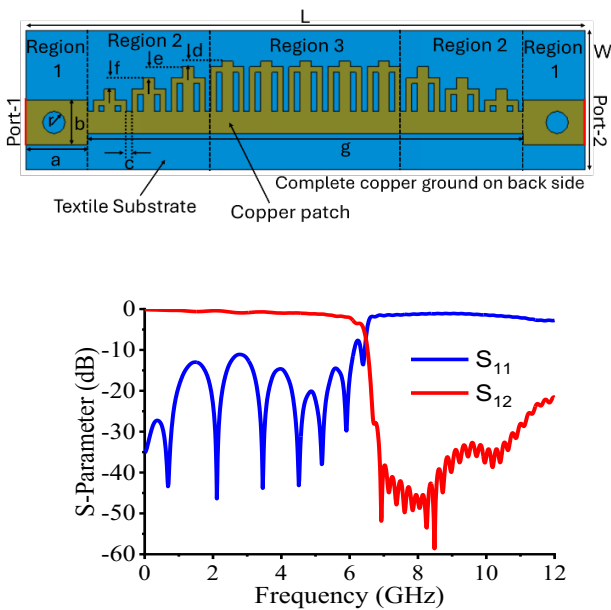 L
Region 1
Region 2
d
e
f
Region 3
Region 2
Region 1
W
Port-1
r
b
a
c
g
Port-2
Complete copper ground on back side
Textile Substrate
Copper patch
S-Parameter (dB)
0
-10
-20
-30
-40
-50
-60
S11
S12
0
2
4
6
8
10
12
Frequency (GHz)